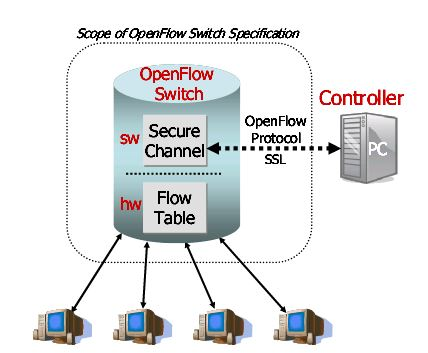 Scope of OpenFlow Switch Specification
OpenFlow
Switch
Controller
sw
Secure
Channel
OpenFlow
Protocol
SSL
PC
hw
Flow
Table